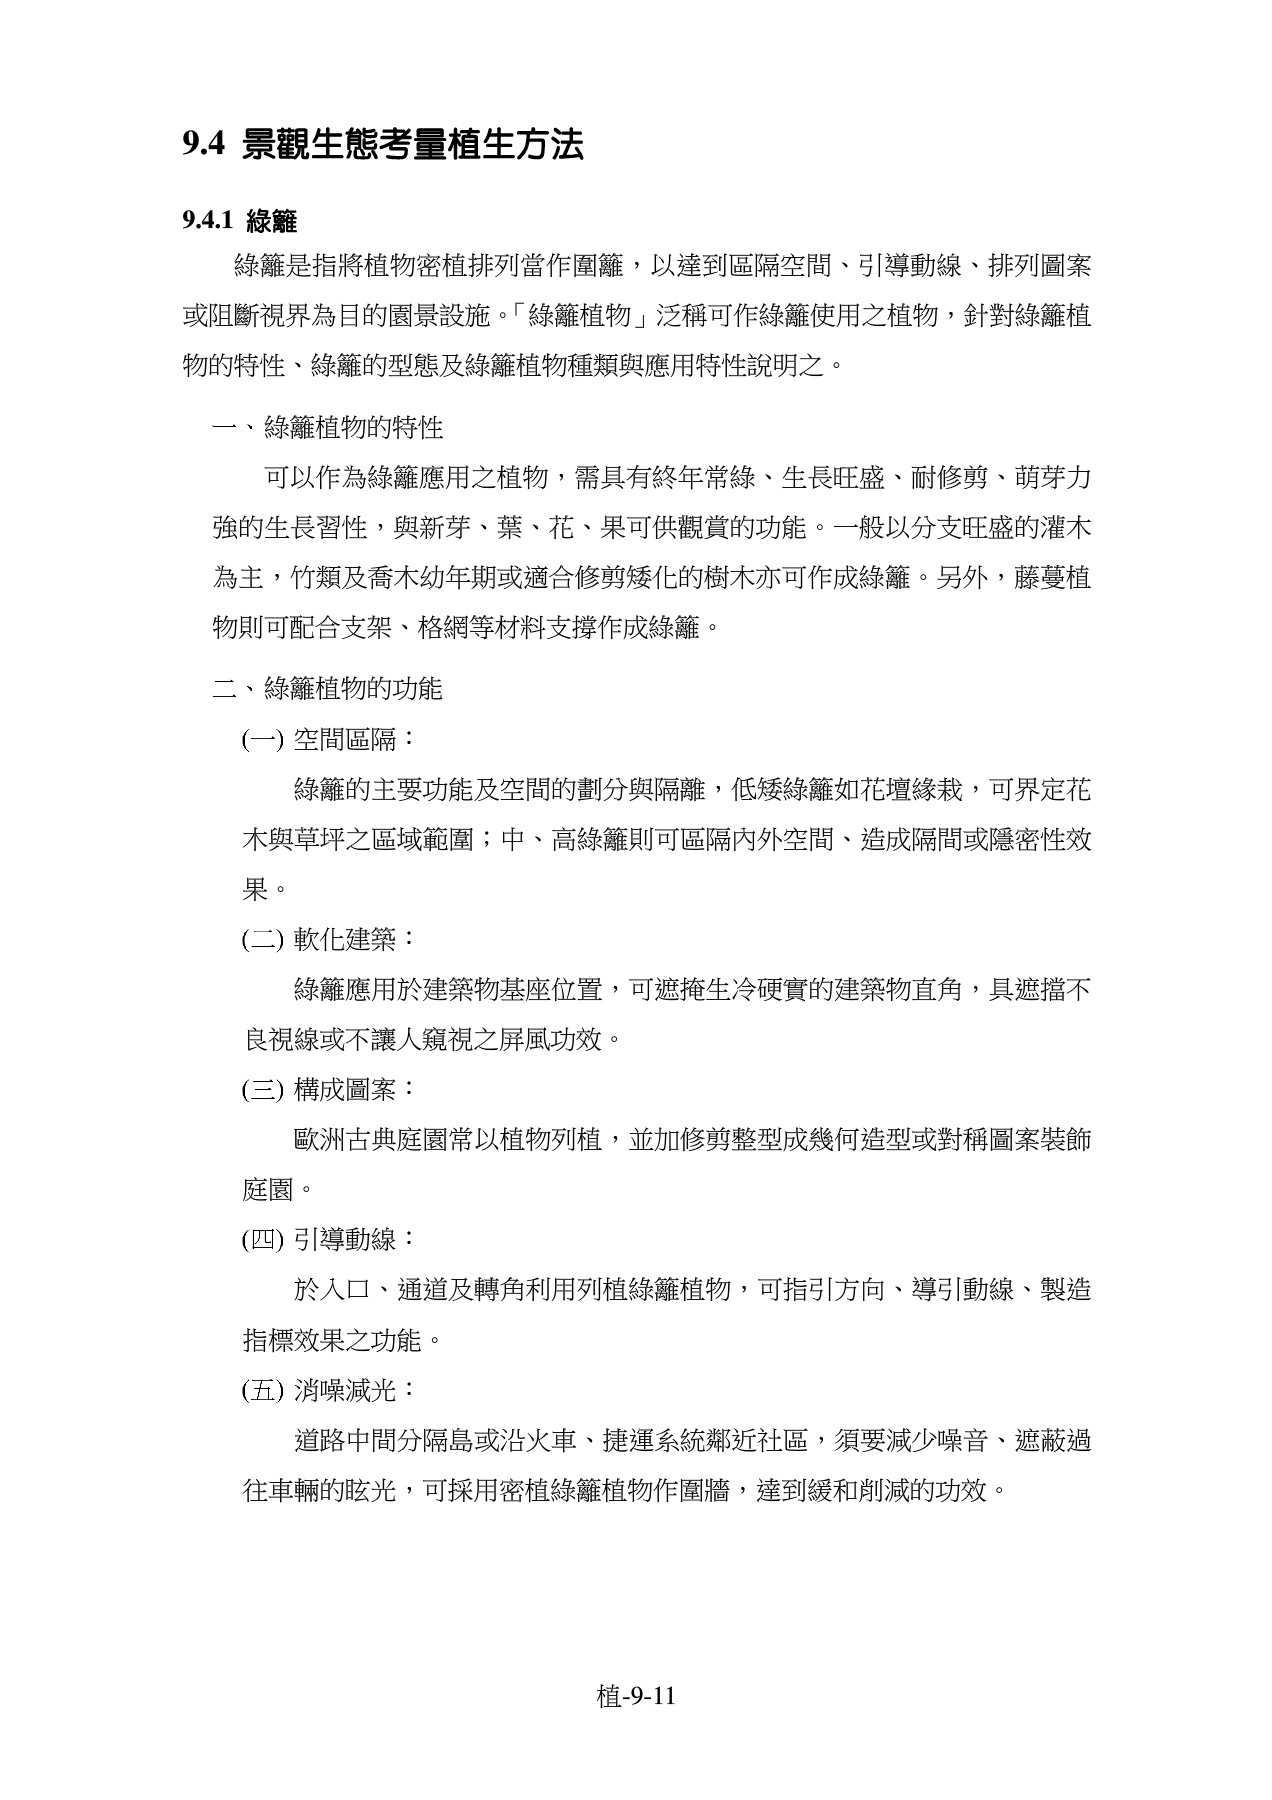 9.4 景觀生態考量植生方法
9.4.1 綠籬
綠籬是指將植物密植排列當作圍籬，以達到區隔空間、引導動線、排列圖案
或阻斷視界為目的園景設施。「綠籬植物」泛稱可作綠籬使用之植物，針對綠籬植
物的特性、綠籬的型態及綠籬植物種類與應用特性說明之。
一、綠籬植物的特性
可以作為綠籬應用之植物，需具有終年常綠、生長旺盛、耐修剪、萌芽力
強的生長習性，與新芽、葉、花、果可供觀賞的功能。一般以分支旺盛的灌木
為主，竹類及喬木幼年期或適合修剪矮化的樹木亦可作成綠籬。另外，藤蔓植
物則可配合支架、格網等材料支撐作成綠籬。
二、綠籬植物的功能
(一) 空間區隔：
綠籬的主要功能及空間的劃分與隔離，低矮綠籬如花壇緣栽，可界定花
木與草坪之區域範圍；中、高綠籬則可區隔內外空間、造成隔間或隱密性效
果。
(二) 軟化建築：
綠籬應用於建築物基座位置，可遮掩生冷硬實的建築物直角，具遮擋不
良視線或不讓人窺視之屏風功效。
(三) 構成圖案：
歐洲古典庭園常以植物列植，並加修剪整型成幾何造型或對稱圖案裝飾
庭園。
(四) 引導動線：
於入口、通道及轉角利用列植綠籬植物，可指引方向、導引動線、製造
指標效果之功能。
(五) 消噪減光：
道路中間分隔島或沿火車、捷運系統鄰近社區，須要減少噪音、遮蔽過
往車輛的眩光，可採用密植綠籬植物作圍牆，達到緩和削減的功效。
植-9-11